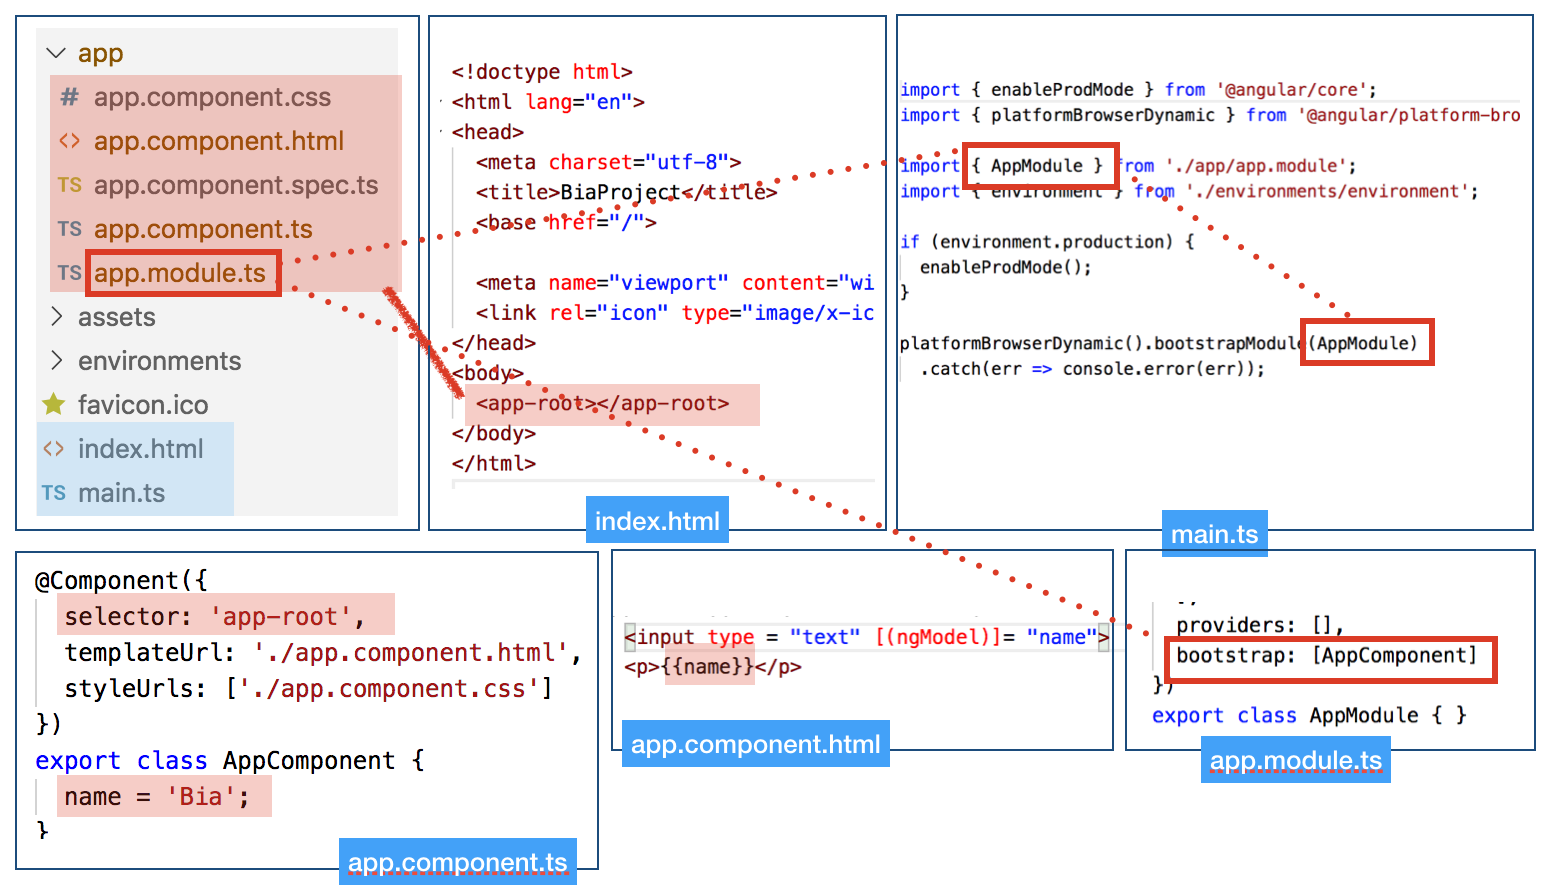 app
# app.component.css
<> app.component.html
TS app.component.spec.ts
TS app.component.ts
TS app.module.ts
assets
environments
favicon.ico
<> index.html
TS main.ts
<!doctype html>
<html lang="en">
<head>
<meta charset="utf-8">
<title>BiaProject</title>
<base href="/">
<meta name="viewport" content="wi
<link rel="icon" type="image/x-ic
</head>
<body>
<app-root></app-root>
</body>
</html>
index.html
import { enableProdMode } from '@angular/core';
import { platformBrowserDynamic } from '@angular/platform-bro
import { AppModule } from './app/app.module';
import { environment } from './environments/environment';
if (environment.production) {
enableProdMode();
}
platformBrowserDynamic().bootstrapModule(AppModule)
.catch(err => console.error(err));
main.ts
@Component({
selector: 'app-root',
templateUrl: './app.component.html',
styleUrls: ['./app.component.css']
})
export class AppComponent {
name = 'Bia';
}
app.component.ts
<input type = "text" [(ngModel)]= "name">
<p>{{name}}</p>
app.component.html
providers: [],
bootstrap: [AppComponent]
})
export class AppModule { }
app.module.ts